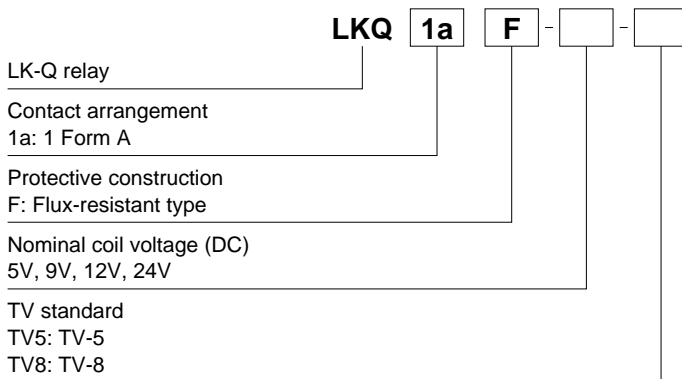 LKQ 1a F - -
LK-Q relay
Contact arrangement
1a: 1 Form A
Protective construction
F: Flux-resistant type
Nominal coil voltage (DC)
5V, 9V, 12V, 24V
TV standard
TV5: TV-5
TV8: TV-8